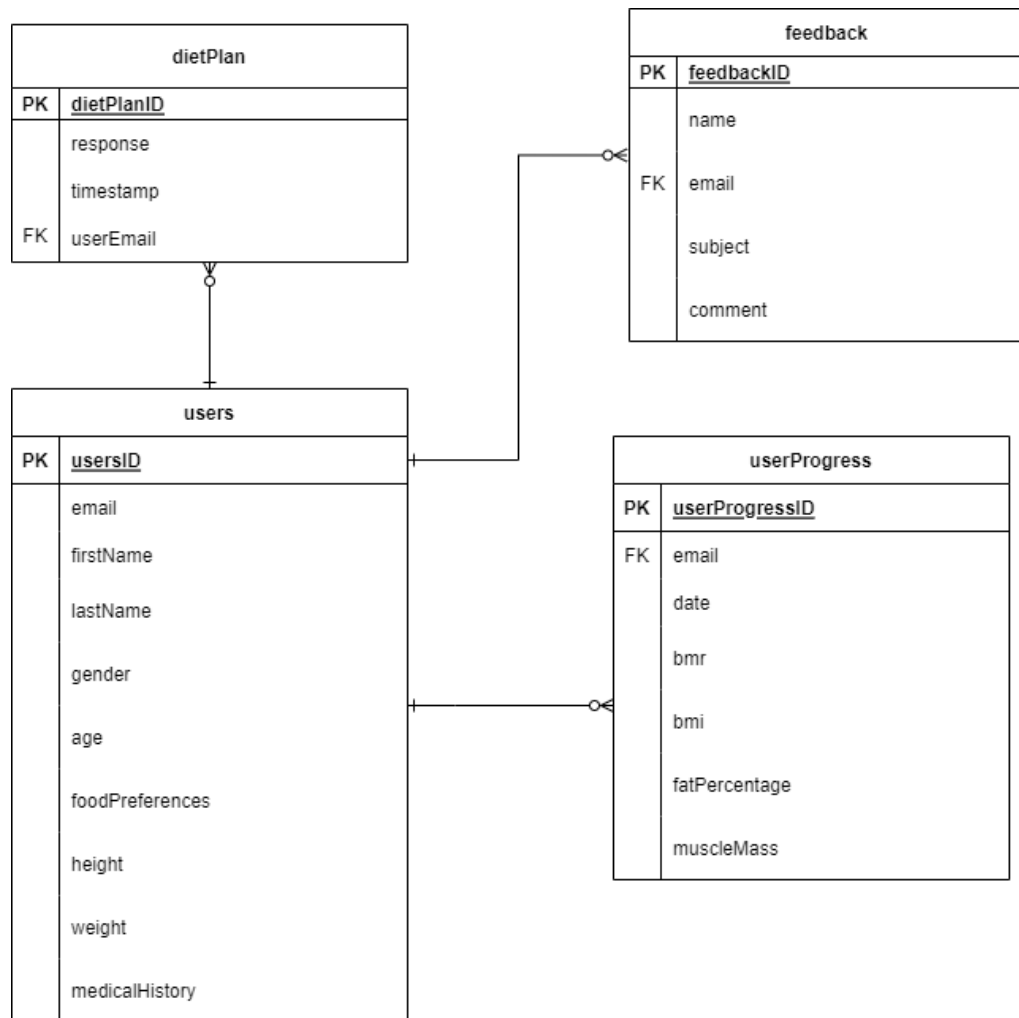 dietPlan
PK dietPlanID
response
timestamp
FK userEmail
feedback
PK feedbackID
name
FK email
subject
comment
users
PK usersID
email
firstName
lastName
gender
age
foodPreferences
height
weight
medicalHistory
userProgress
PK userProgressID
FK email
date
bmr
bmi
fatPercentage
muscleMass